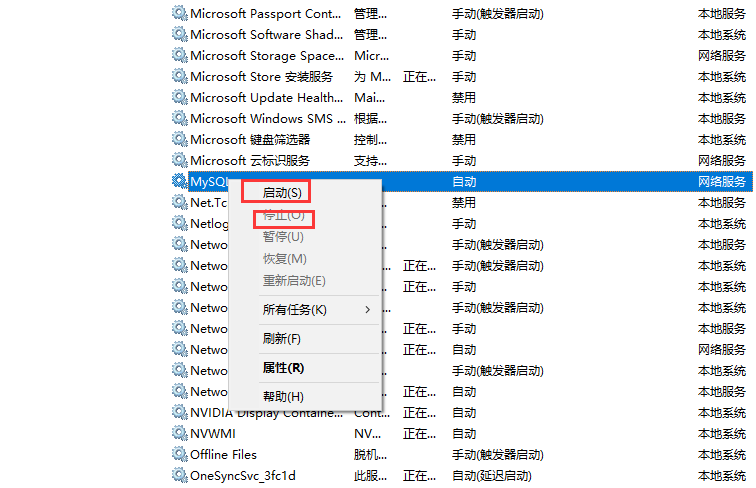 Microsoft Passport Cont... 管理... 手动(触发器启动) 本地服务
Microsoft Software Shad... 管理... 手动 本地系统
Microsoft Storage Space... Micr... 手动 网络服务
Microsoft Store 安装服务 为 M... 正在... 手动 本地系统
Microsoft Update Health... Mai... 禁用 本地系统
Microsoft Windows SMS ... 根据... 手动(触发器启动) 本地服务
Microsoft 键盘筛选器 控制... 禁用 本地系统
Microsoft 云标识服务 支持... 手动 网络服务
MySQL 自动 网络服务
启动(S)
Net.Tc 禁用 本地服务
停止(O)
Netlog 手动 本地系统
暂停(U)
Netwo 手动(触发器启动) 本地系统
恢复(M)
Netwo ... 正在... 手动(触发器启动) 本地系统
重新启动(E)
Netwo ... 正在... 手动 本地系统
所有任务(K)
Netwo ... 手动(触发器启动) 本地系统
Netwo ... 正在... 手动 本地服务
刷新(F)
Netwo ... 正在... 自动 网络服务
属性(R)
Netwo ... 手动(触发器启动) 本地系统
帮助(H)
Netwo ... 正在... 自动 本地服务
NVIDIA Display Containe... Cont... 正在... 自动 本地系统
NVWMI NV... 正在... 自动 本地系统
Offline Files 脱机... 手动(触发器启动) 本地系统
OneSyncSvc_3fc1d 此服... 正在... 自动(延迟启动) 本地系统